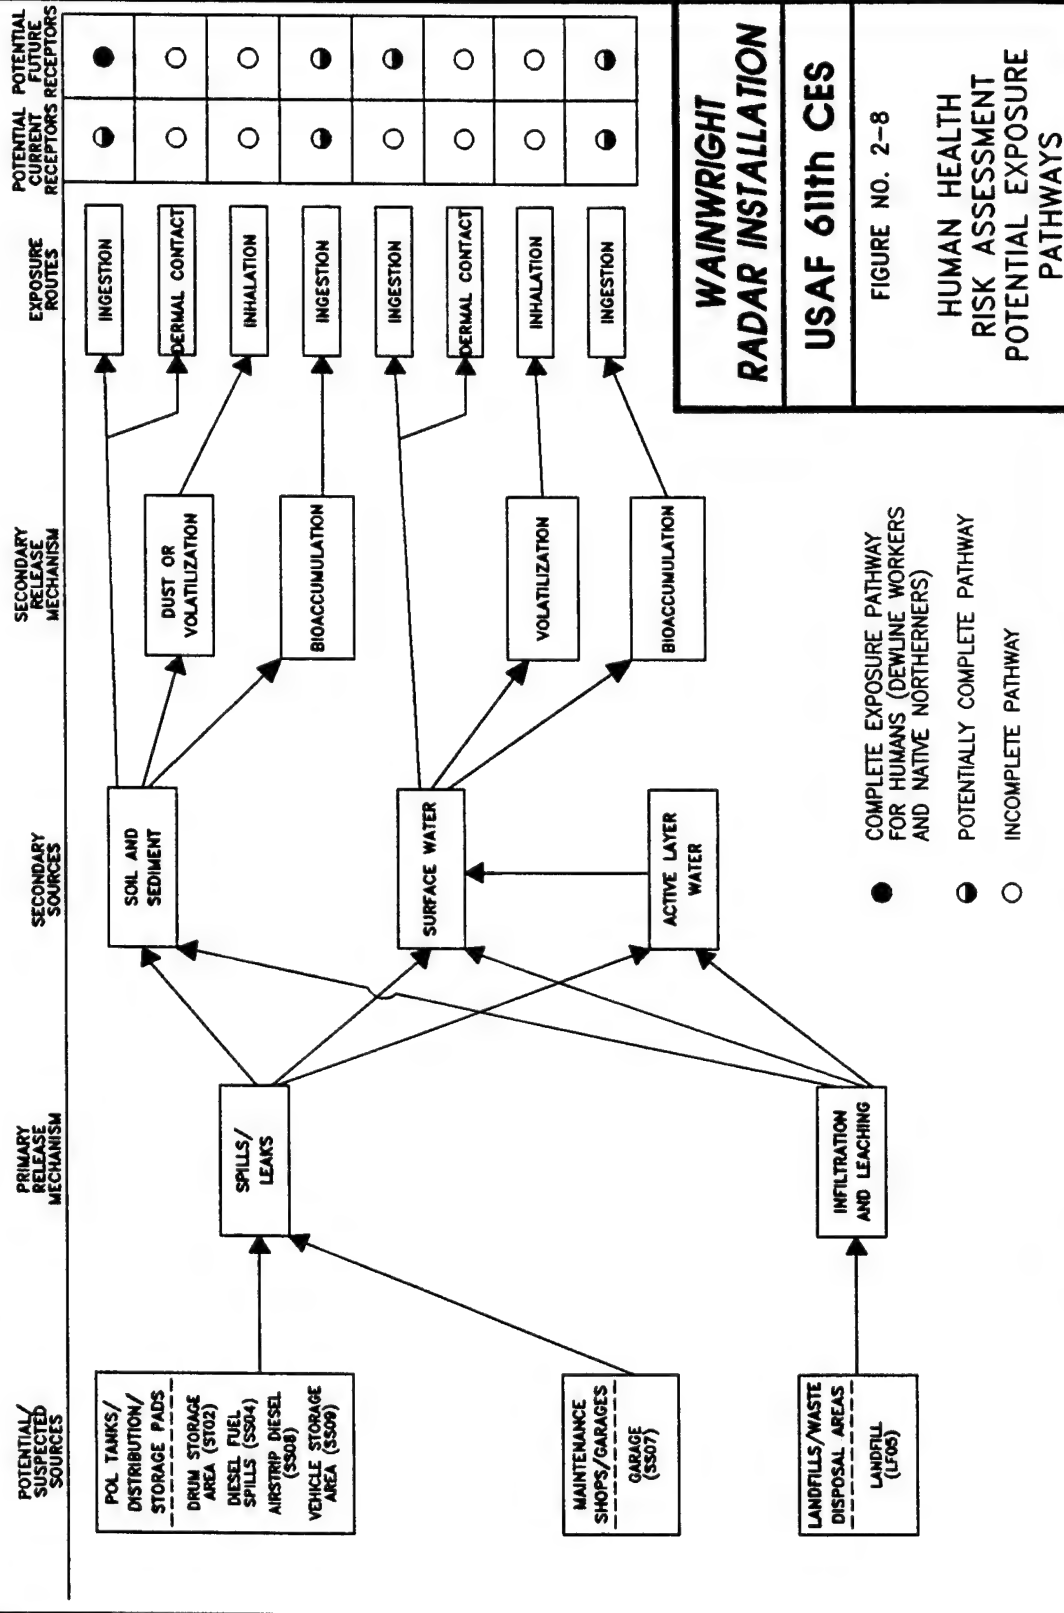 POTENTIAL/
SUSPECTED
SOURCES
PRIMARY
RELEASE
MECHANISM
SECONDARY
SOURCES
SECONDARY
RELEASE
MECHANISM
EXPOSURE
ROUTES
POTENTIAL
CURRENT
RECEPTORS
POTENTIAL
FUTURE
RECEPTORS
POL TANKS/
DISTRIBUTION/
STORAGE PADS
DRUM STORAGE
AREA (ST02)
DIESEL FUEL
SPILLS (SS04)
AIRSTRIP DIESEL
(SS08)
VEHICLE STORAGE
AREA (SS09)
MAINTENANCE
SHOPS/GARAGES
GARAGE
(SS07)
LANDFILLS/WASTE
DISPOSAL AREAS
LANDFILL
(LF05)
SPILLS/
LEAKS
INFILTRATION
AND LEACHING
SOIL AND
SEDIMENT
SURFACE WATER
ACTIVE LAYER
WATER
DUST OR
VOLATILIZATION
BIOACCUMULATION
VOLATILIZATION
BIOACCUMULATION
INGESTION
DERMAL CONTACT
INHALATION
INGESTION
INGESTION
DERMAL CONTACT
INHALATION
INGESTION
COMPLETE EXPOSURE PATHWAY
FOR HUMANS (DEWLINE WORKERS
AND NATIVE NORTHERNERS)
POTENTIALLY COMPLETE PATHWAY
INCOMPLETE PATHWAY
WAINWRIGHT
RADAR INSTALLATION
USAF 611th CES
FIGURE NO. 2-8
HUMAN HEALTH
RISK ASSESSMENT
POTENTIAL EXPOSURE
PATHWAYS